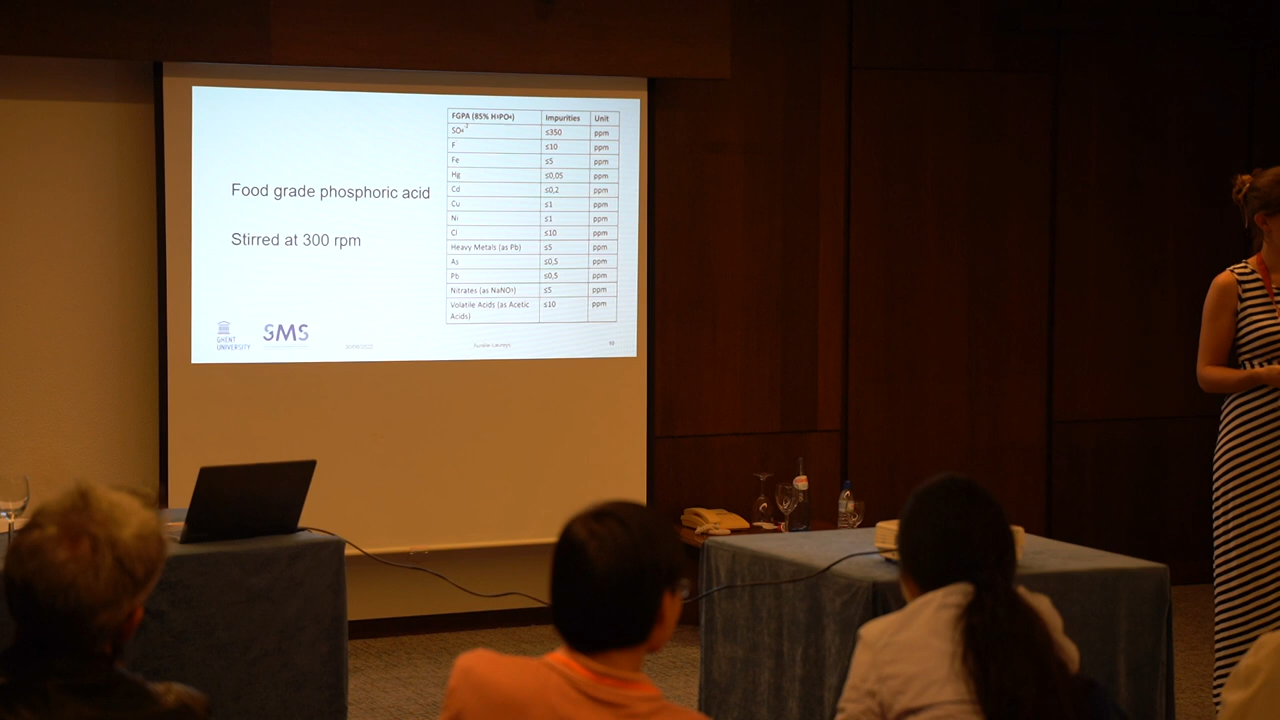 Food grade phosphoric acid
Stirred at 300 rpm
FGPA (85% H3PO4) Impurities Unit
SO4-2 ≤350 ppm
F ≤10 ppm
Fe ≤5 ppm
Hg ≤0,05 ppm
Cd ≤0,2 ppm
Cu ≤1 ppm
Ni ≤1 ppm
Cl ≤10 ppm
Heavy Metals (as Pb) ≤5 ppm
As ≤0,5 ppm
Pb ≤0,5 ppm
Nitrates (as NaNO3) ≤5 ppm
Volatile Acids (as Acetic ≤10 ppm
Acids)
GHENT
UNIVERSITY
SMS